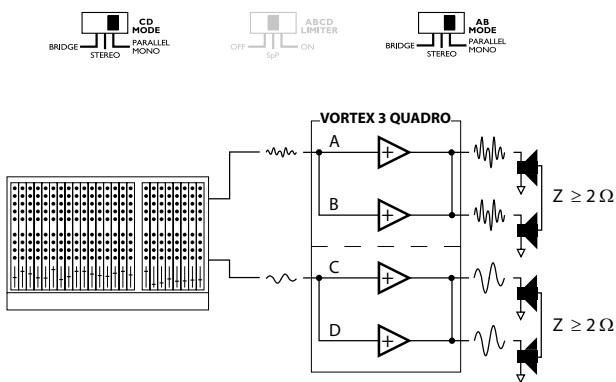 CD
MODE
BRIDGE
STEREO
PARALLEL
MONO
ABCD
LIMITER
OFF
SpP
ON
AB
MODE
BRIDGE
STEREO
PARALLEL
MONO
VORTEX 3 QUADRO
A
+
B
+
Z ≥ 2 Ω
C
+
D
+
Z ≥ 2 Ω